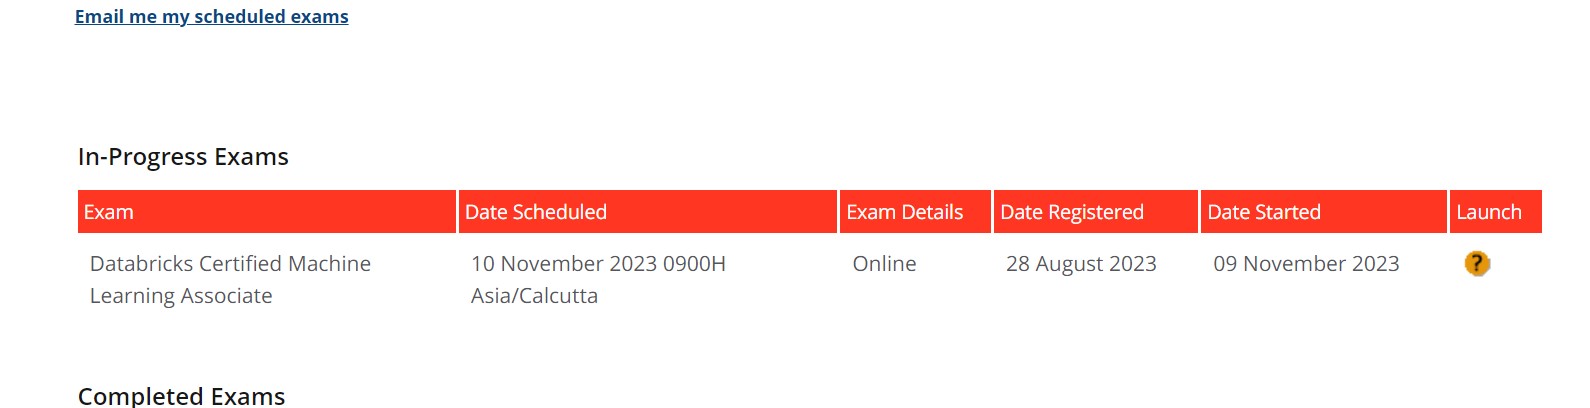 Email me my scheduled exams
In-Progress Exams
Exam Date Scheduled Exam Details Date Registered Date Started Launch
Databricks Certified Machine 10 November 2023 0900H Online 28 August 2023 09 November 2023 ?
Learning Associate Asia/Calcutta
Completed Exams